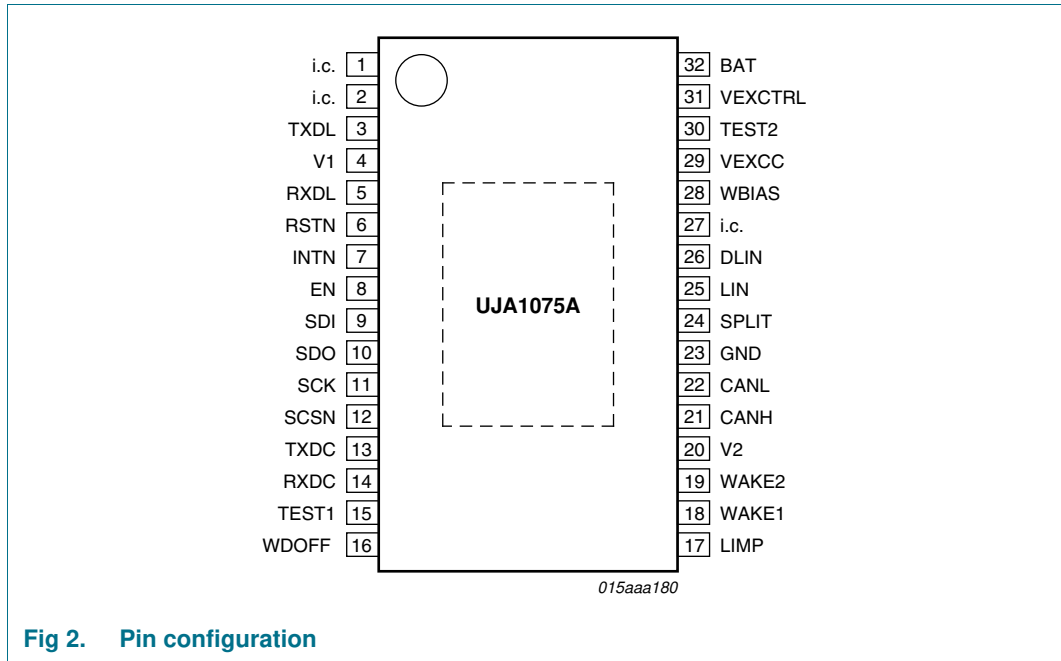 i.c. 1 32 BAT
i.c. 2 31 VEXCTRL
TXDL 3 30 TEST2
V1 4 29 VEXCC
RXDL 5 28 WBIAS
RSTN 6 27 i.c.
INTN 7 26 DLIN
EN 8 25 LIN
UJA1075A
SDI 9 24 SPLIT
SDO 10 23 GND
SCK 11 22 CANL
SCSN 12 21 CANH
TXDC 13 20 V2
RXDC 14 19 WAKE2
TEST1 15 18 WAKE1
WDOFF 16 17 LIMP
015aaa180
Fig 2. Pin configuration